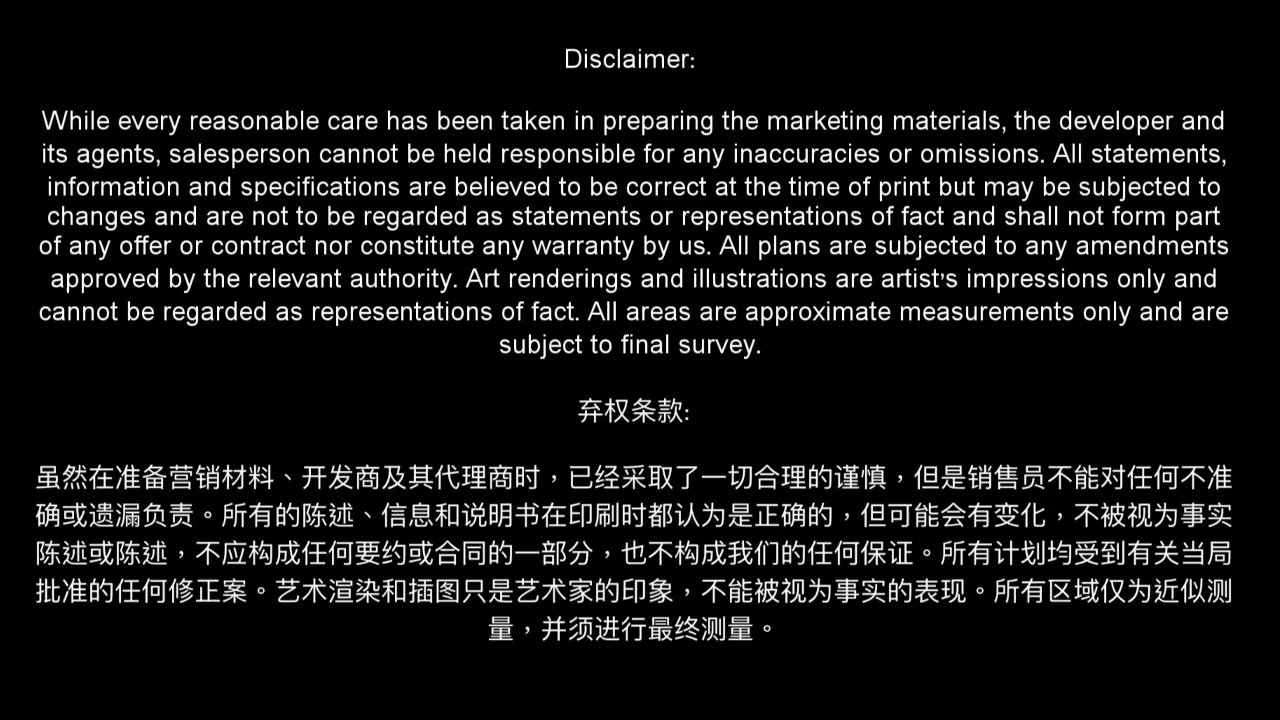 Disclaimer:
While every reasonable care has been taken in preparing the marketing materials, the developer and
its agents, salesperson cannot be held responsible for any inaccuracies or omissions. All statements,
information and specifications are believed to be correct at the time of print but may be subjected to
changes and are not to be regarded as statements or representations of fact and shall not form part
of any offer or contract nor constitute any warranty by us. All plans are subjected to any amendments
approved by the relevant authority. Art renderings and illustrations are artist's impressions only and
cannot be regarded as representations of fact. All areas are approximate measurements only and are
subject to final survey.
弃权条款:
虽然在准备营销材料、开发商及其代理商时，已经采取了一切合理的谨慎，但是销售员不能对任何不准
确或遗漏负责。所有的陈述、信息和说明书在印刷时都认为是正确的，但可能会有变化，不被视为事实
陈述或陈述，不应构成任何要约或合同的一部分，也不构成我们的任何保证。所有计划均受到有关当局
批准的任何修正案。艺术渲染和插图只是艺术家的印象，不能被视为事实的表现。所有区域仅为近似测
量，并须进行最终测量。